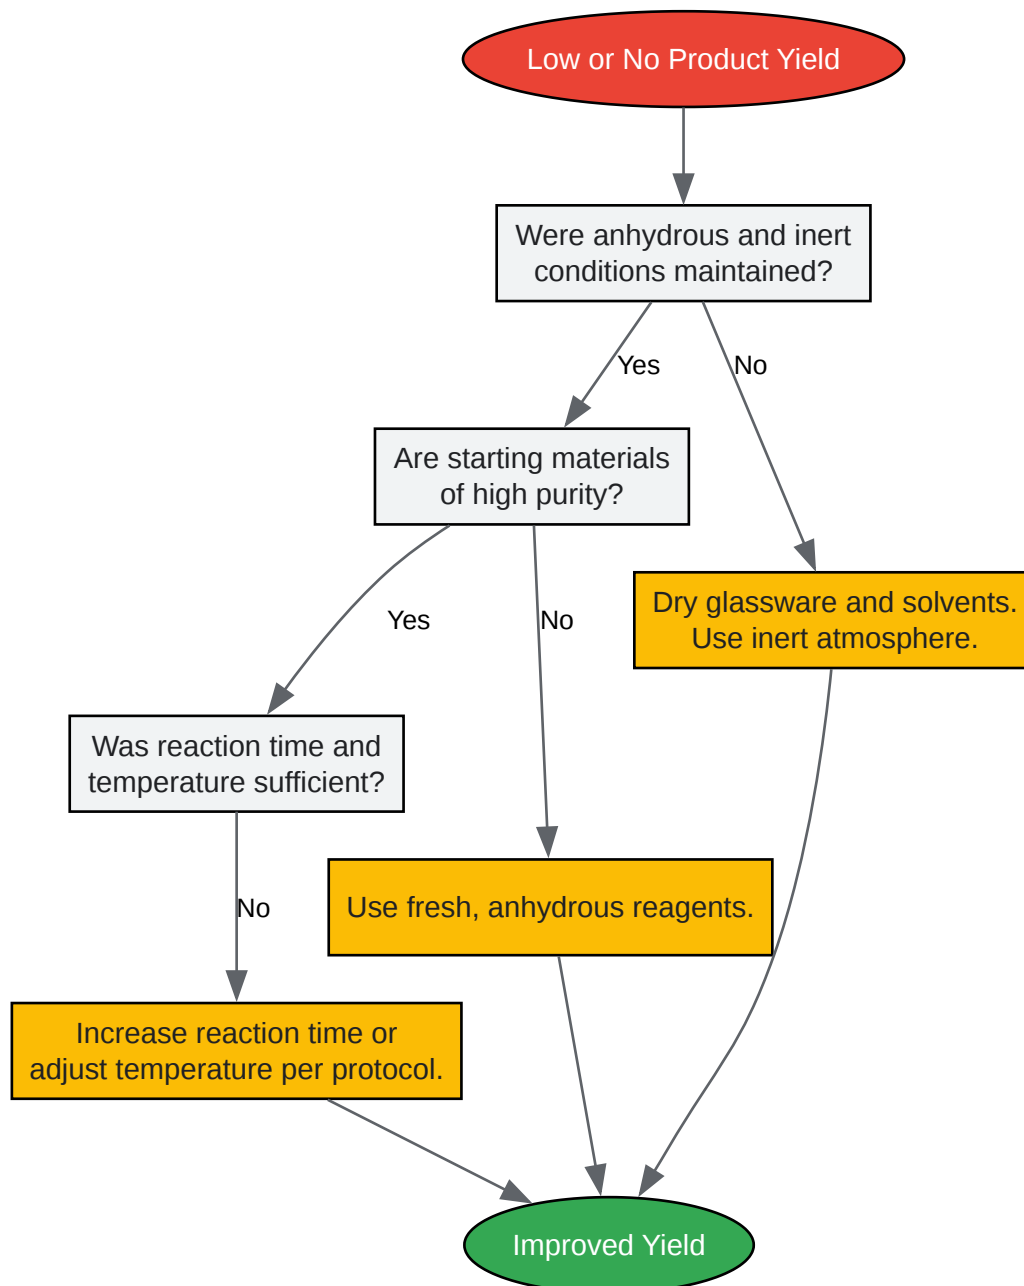 Low or No Product Yield
Were anhydrous and inert
conditions maintained?
Yes
No
Are starting materials
of high purity?
Dry glassware and solvents.
Use inert atmosphere.
Yes
No
Was reaction time and
temperature sufficient?
Use fresh, anhydrous reagents.
No
Increase reaction time or
adjust temperature per protocol.
Improved Yield